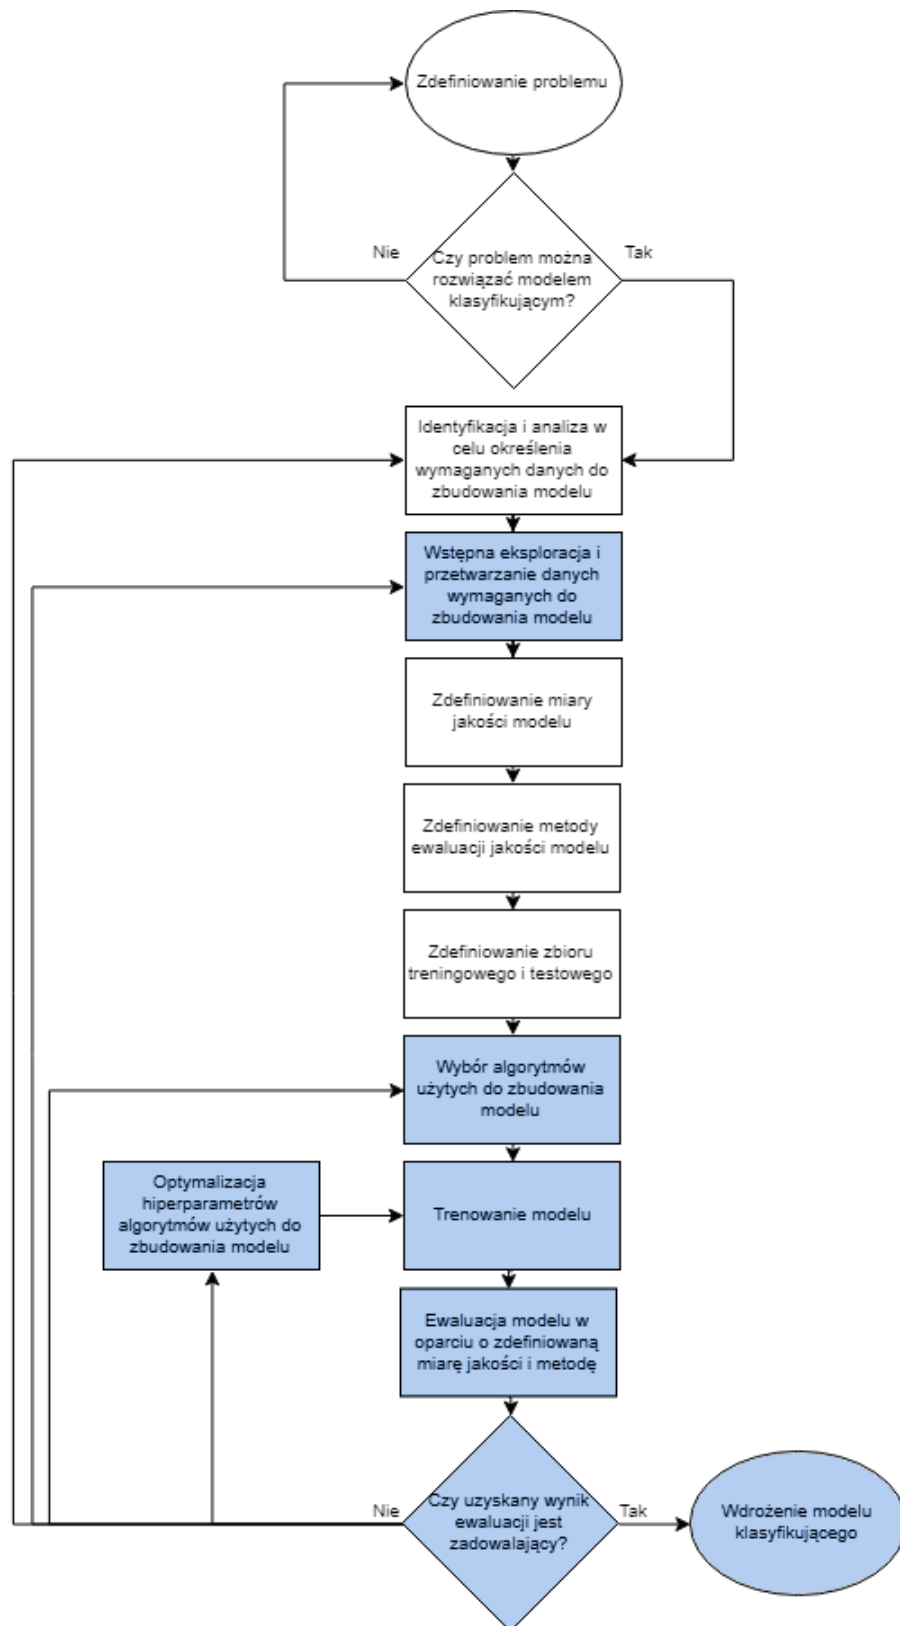 Zdefiniowanie problemu
Nie
Tak
Czy problem można
rozwiązać modelem
klasyfikującym?
Identyfikacja i analiza w
celu określenia
wymaganych danych do
zbudowania modelu
Wstępna eksploracja i
przetwarzanie danych
wymaganych do
zbudowania modelu
Zdefiniowanie miary
jakości modelu
Zdefiniowanie metody
ewaluacji jakości modelu
Zdefiniowanie zbioru
treningowego i testowego
Wybór algorytmów
użytych do zbudowania
modelu
Optymalizacja
hiperparametrów
algorytmów użytych do
zbudowania modelu
Trenowanie modelu
Ewaluacja modelu w
oparciu o zdefiniowaną
miarę jakości i metodę
Nie
Czy uzyskany wynik
ewaluacji jest
zadowalający?
Tak
Wdrożenie modelu
klasyfikującego